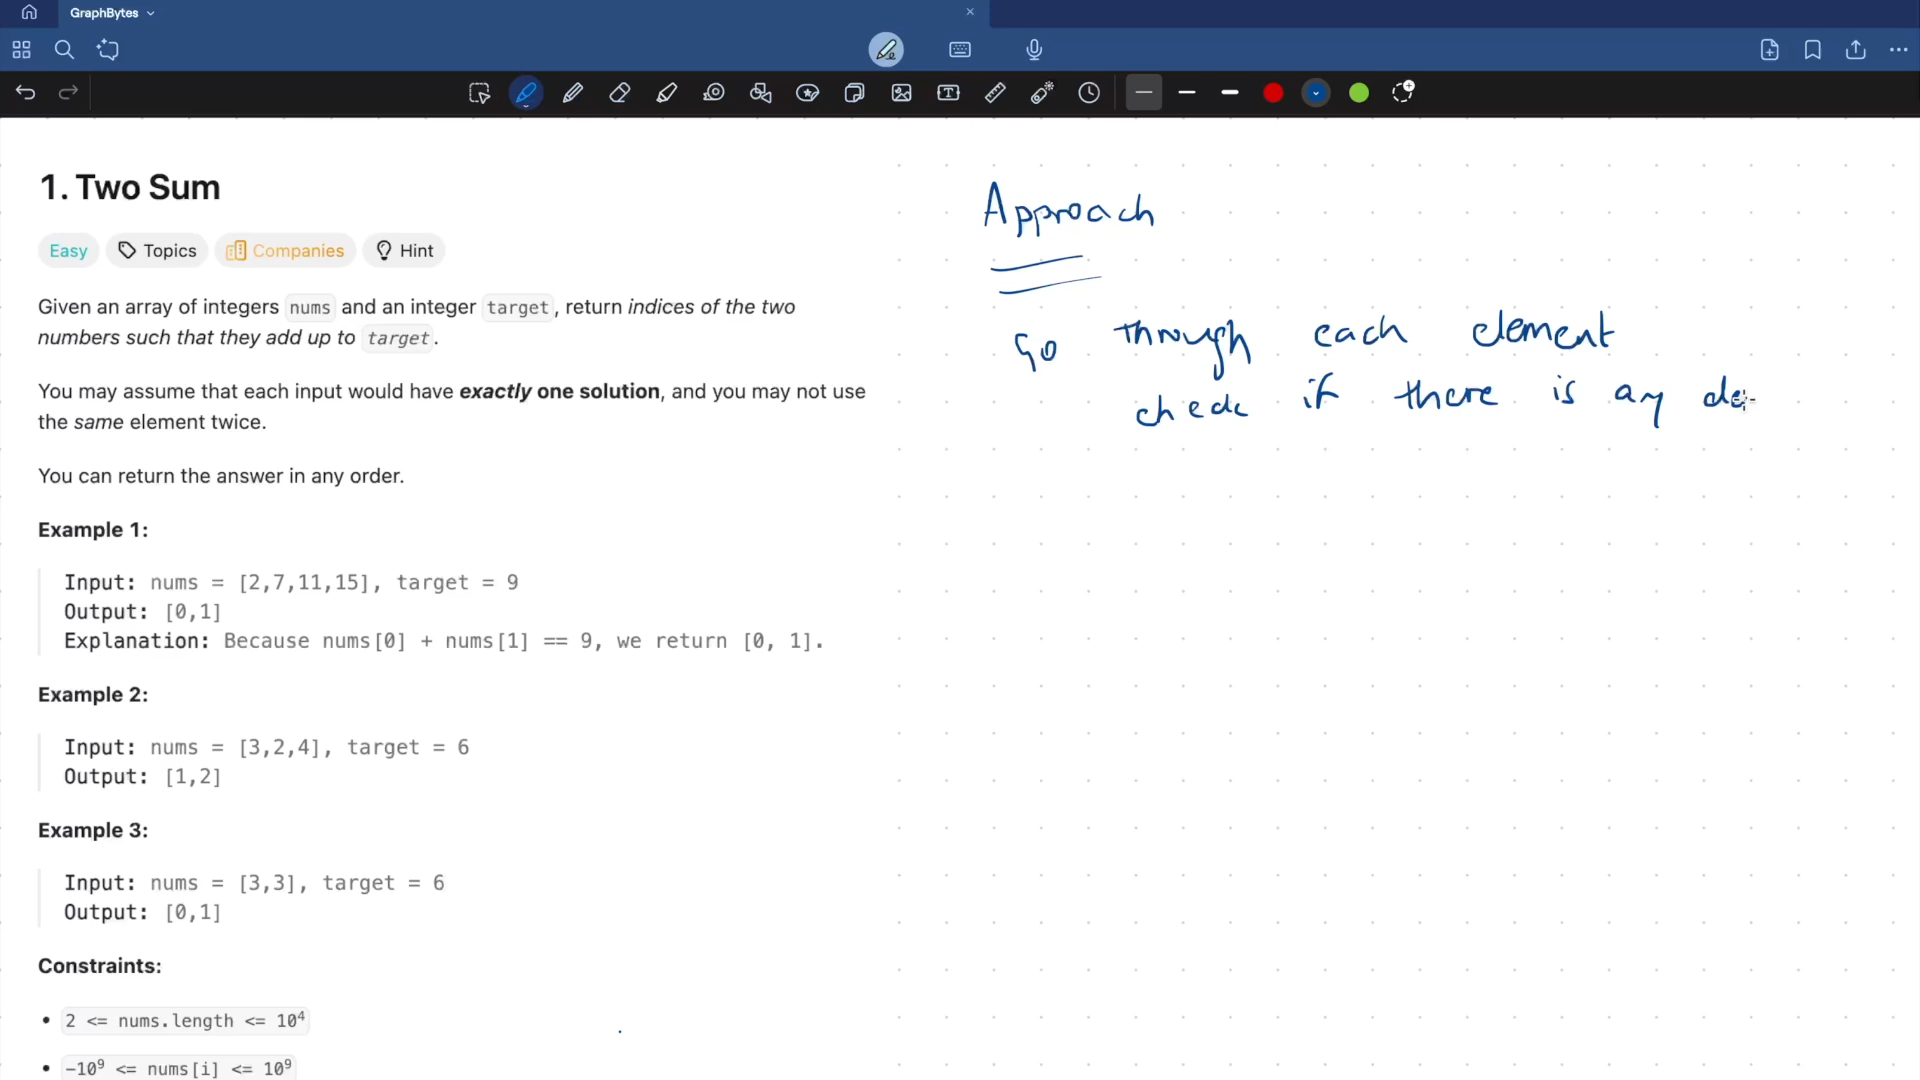 GraphBytes
1. Two Sum
Easy Topics Companies Hint
Given an array of integers nums and an integer target, return indices of the two
numbers such that they add up to target.
You may assume that each input would have exactly one solution, and you may not use
the same element twice.
You can return the answer in any order.
Example 1:
Input: nums = [2,7,11,15], target = 9
Output: [0,1]
Explanation: Because nums[0] + nums[1] == 9, we return [0, 1].
Example 2:
Input: nums = [3,2,4], target = 6
Output: [1,2]
Example 3:
Input: nums = [3,3], target = 6
Output: [0,1]
Constraints:
• 2 <= nums.length <= 10⁴
• -10⁹ <= nums[i] <= 10⁹
Approach
Go through each element
check if there is any